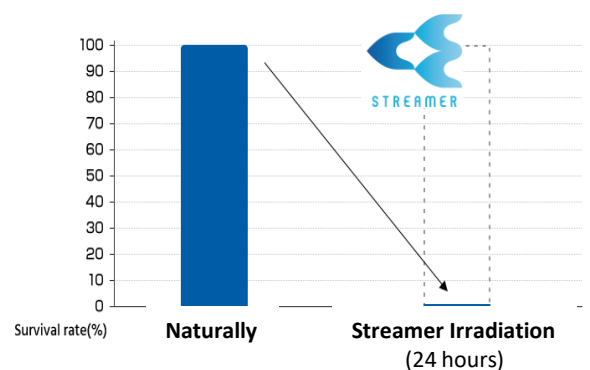 100
90
80
70
60
50
40
30
20
10
0
STREAMER
Survival rate(%)
Naturally
Streamer Irradiation
(24 hours)